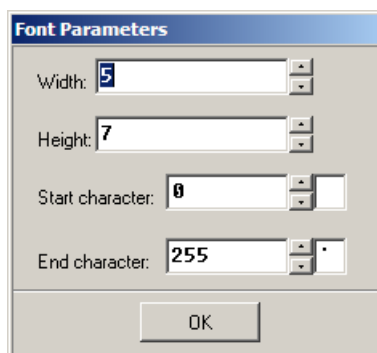 Font Parameters
Width: 5
Height: 7
Start character: 0
End character: 255
OK